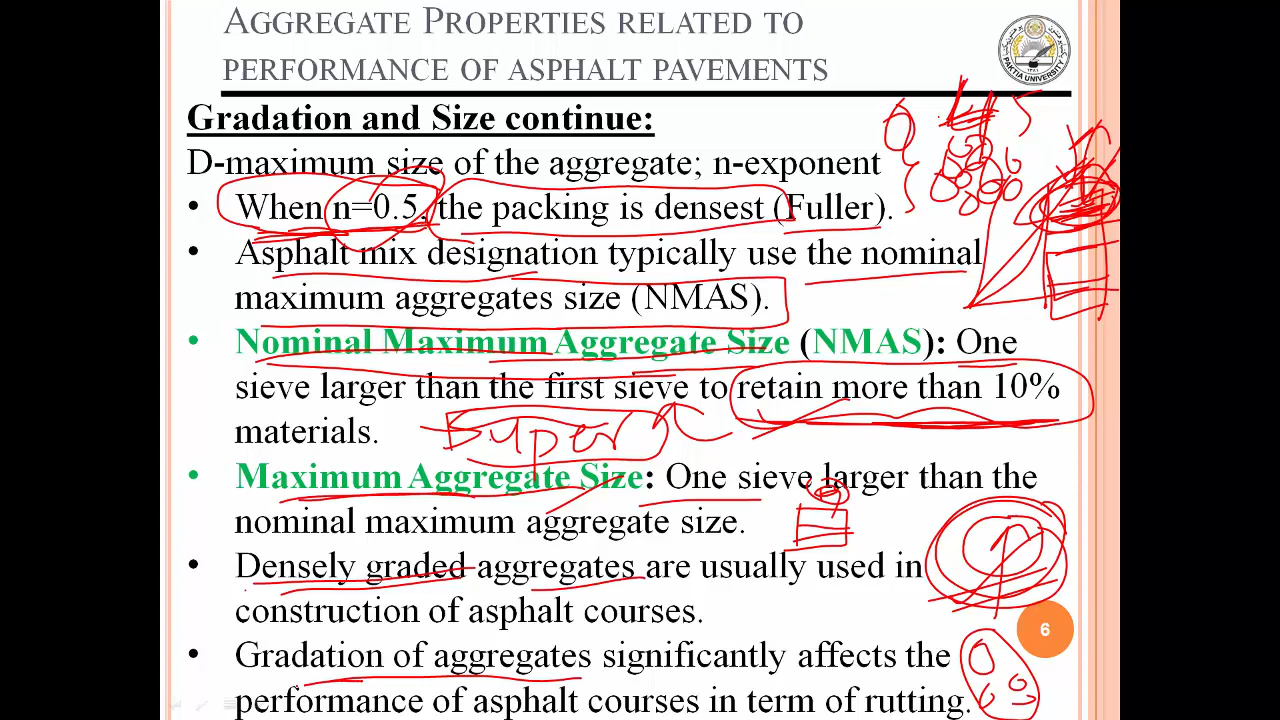 AGGREGATE PROPERTIES RELATED TO
PERFORMANCE OF ASPHALT PAVEMENTS
PAKTIA UNIVERSITY
Gradation and Size continue:
D-maximum size of the aggregate; n-exponent
• When n=0.5, the packing is densest (Fuller).
• Asphalt mix designation typically use the nominal
maximum aggregates size (NMAS).
• Nominal Maximum Aggregate Size (NMAS): One
sieve larger than the first sieve to retain more than 10%
materials.
Super
• Maximum Aggregate Size: One sieve larger than the
nominal maximum aggregate size.
• Densely graded aggregates are usually used in
construction of asphalt courses.
6
• Gradation of aggregates significantly affects the
performance of asphalt courses in term of rutting.